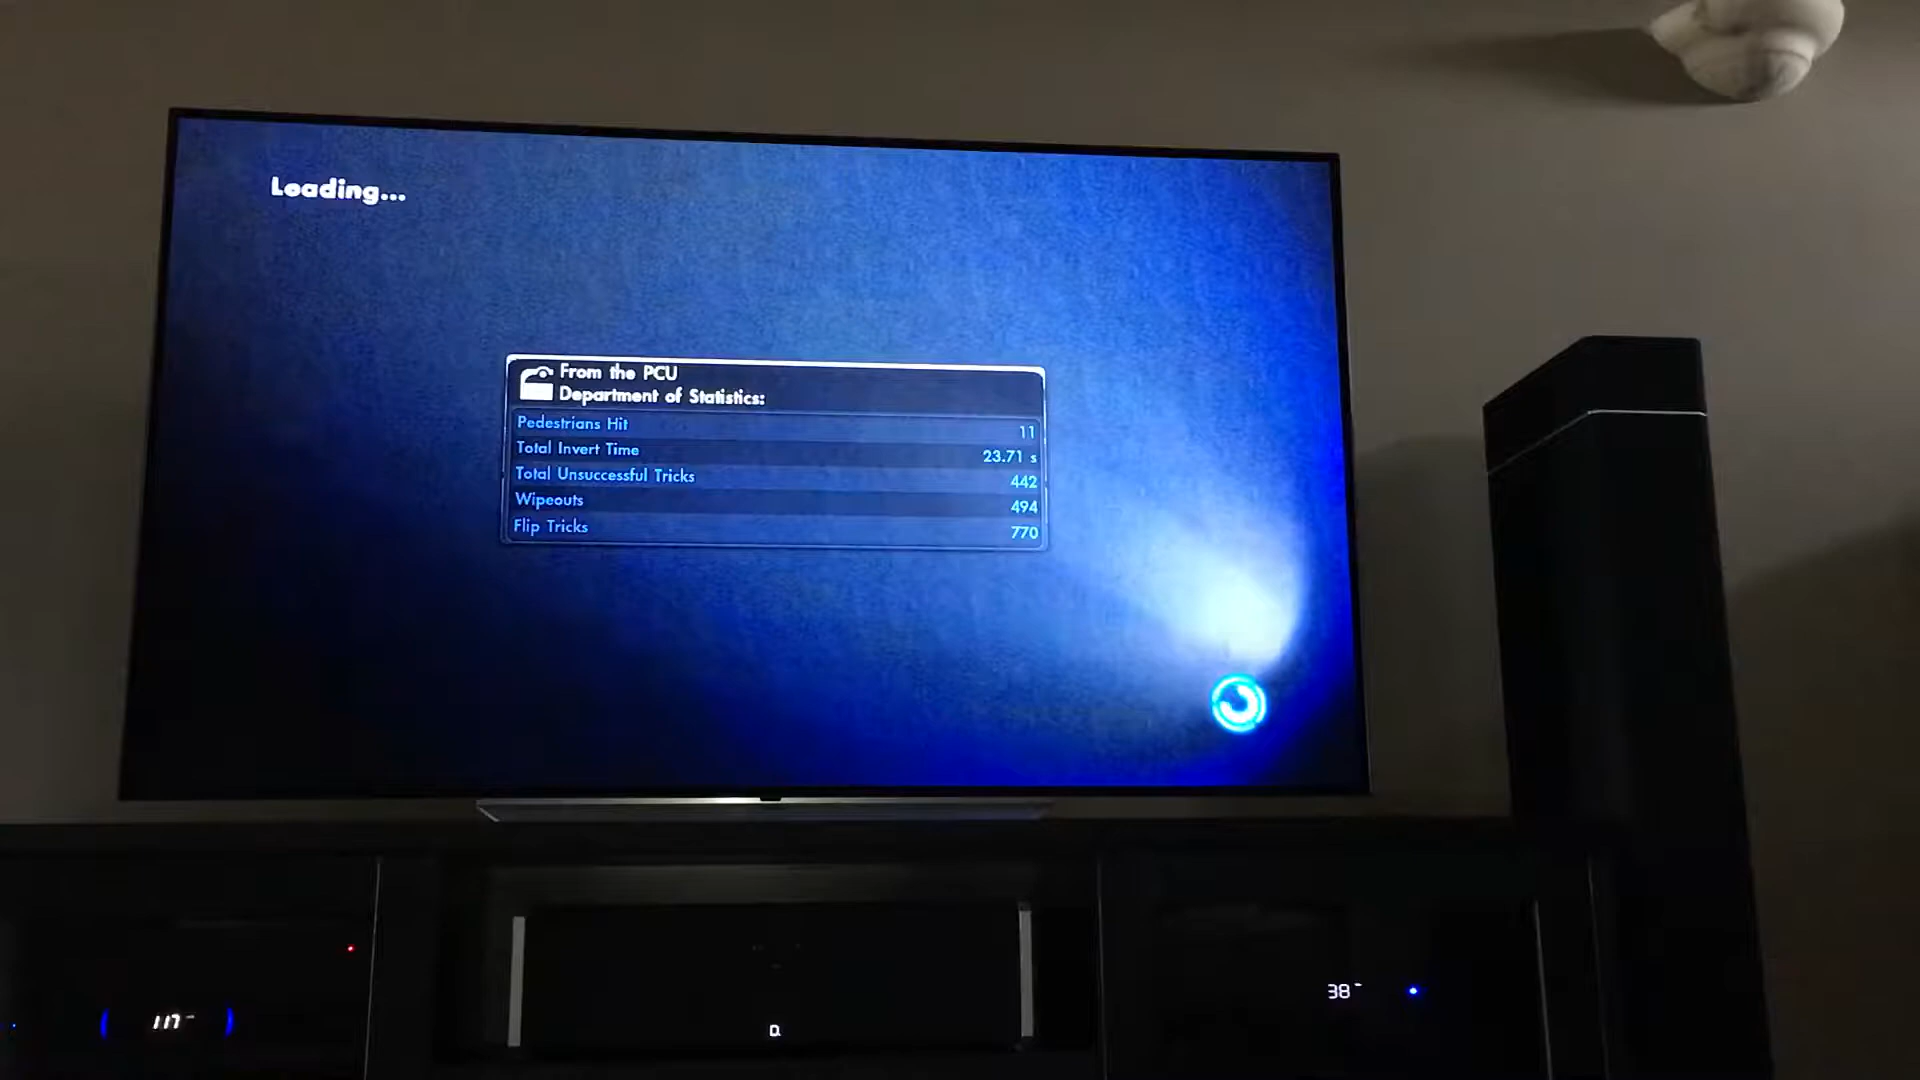 Loading...
From the PCU
Department of Statistics:
Pedestrians Hit 11
Total Invert Time 23.71 s
Total Unsuccessful Tricks 442
Wipeouts 494
Flip Tricks 770
117
38